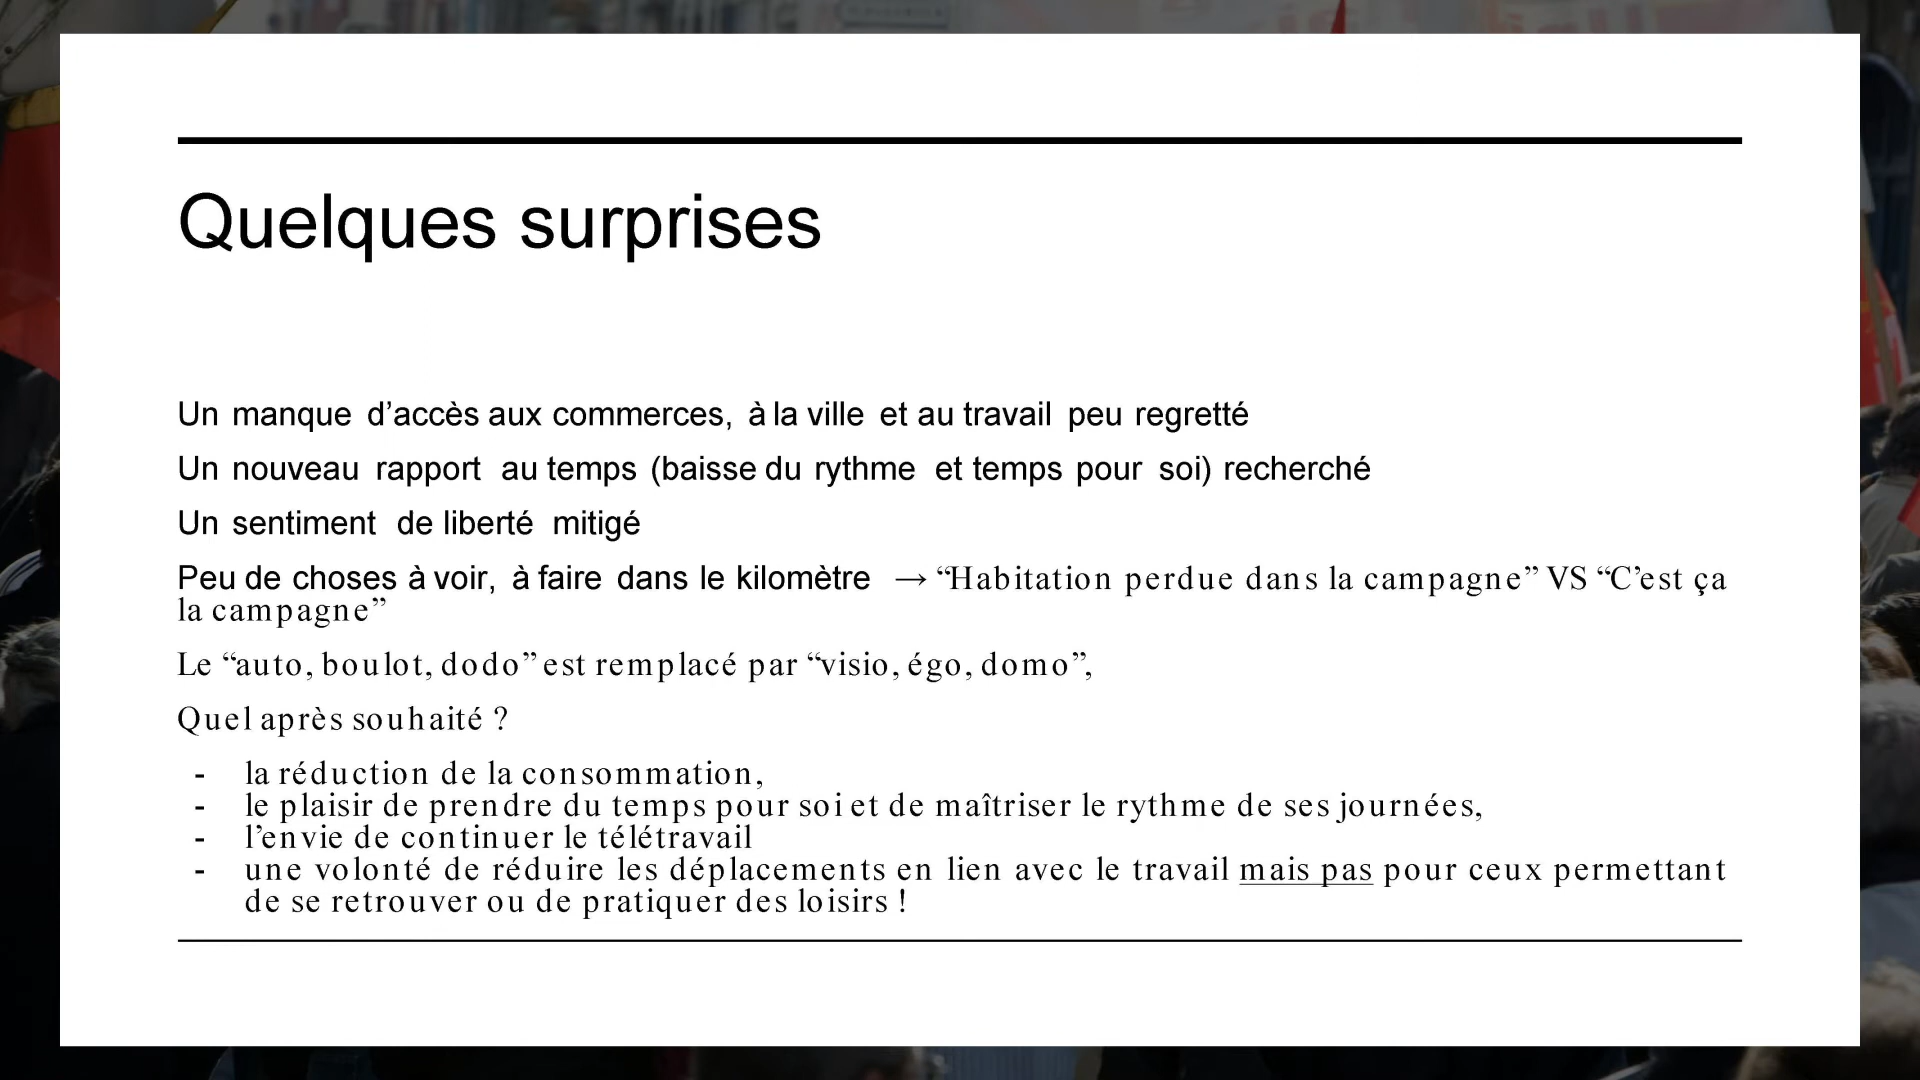 Quelques surprises
Un manque d’accès aux commerces, à la ville et au travail peu regretté
Un nouveau rapport au temps (baisse du rythme et temps pour soi) recherché
Un sentiment de liberté mitigé
Peu de choses à voir, à faire dans le kilomètre → “Habitation perdue dans la campagne” VS “C’est ça
la campagne”
Le “auto, boulot, dodo” est remplacé par “visio, égo, domo”,
Quel après souhaité ?
- la réduction de la consommation,
- le plaisir de prendre du temps pour soi et de maîtriser le rythme de ses journées,
- l’envie de continuer le télétravail
- une volonté de réduire les déplacements en lien avec le travail mais pas pour ceux permettant
de se retrouver ou de pratiquer des loisirs !